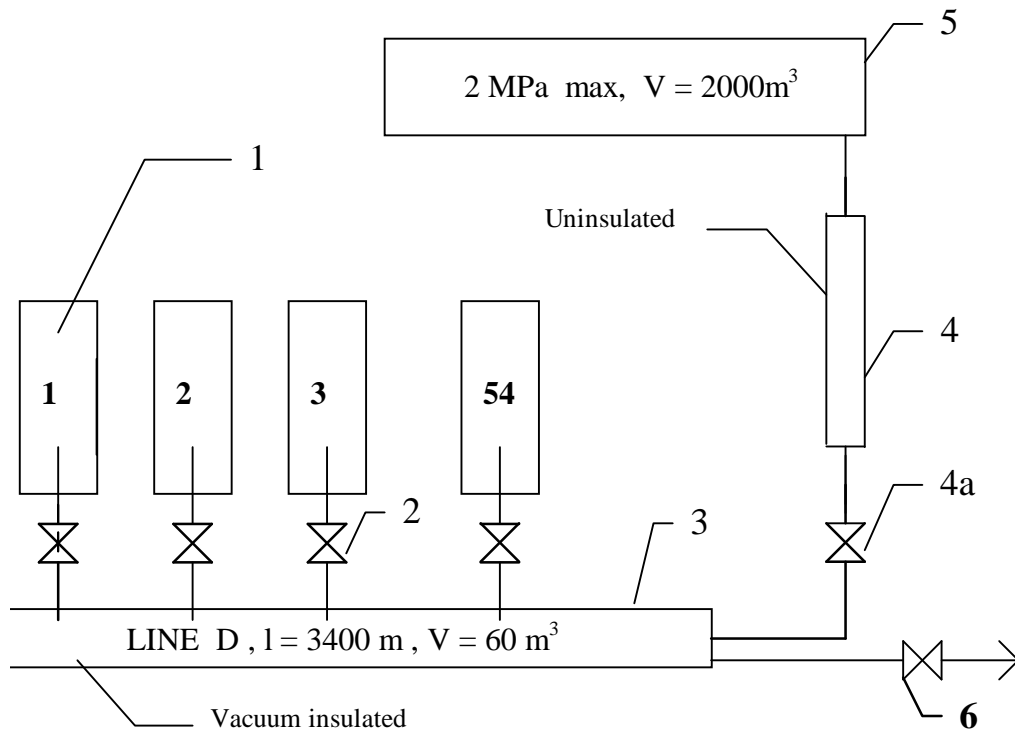 5
2 MPa max, V = 2000m³
1
Uninsulated
4
1
2
3
54
4a
2
3
LINE D , l = 3400 m , V = 60 m³
Vacuum insulated
6